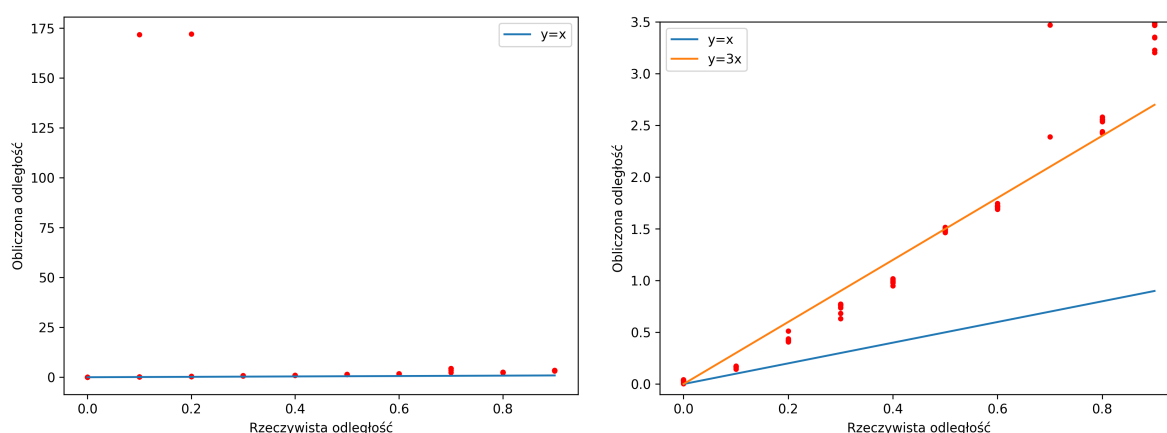 175
150
125
100
75
50
25
0
Obliczona odległość
0.0 0.2 0.4 0.6 0.8
Rzeczywista odległość
y=x
3.5
3.0
2.5
2.0
1.5
1.0
0.5
0.0
Obliczona odległość
0.0 0.2 0.4 0.6 0.8
Rzeczywista odległość
y=x
y=3x